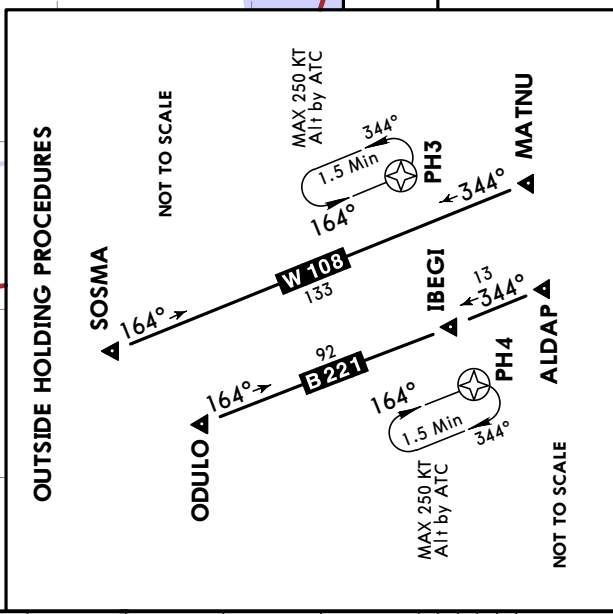 OUTSIDE HOLDING PROCEDURES
NOT TO SCALE
MAX 250 KT
Alt by ATC
344°
1.5 Min
164°
PH3
MATNU
344°
W 108
133
164°
SOSMA
IBEGI
13
344°
ALDAP
92
B 221
164°
ODULO
PH4
164°
1.5 Min
344°
MAX 250 KT
Alt by ATC
NOT TO SCALE